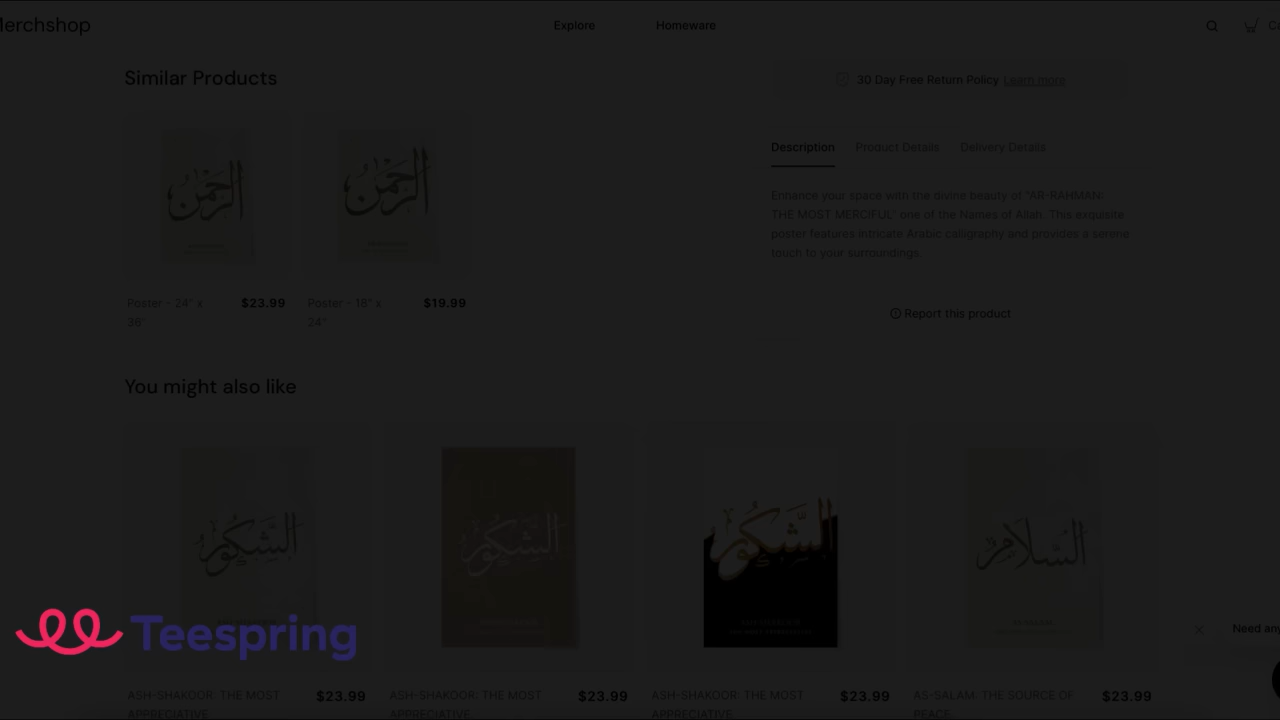 Merchshop
Explore
Homeware
Similar Products
30 Day Free Return Policy Learn more
الرحمن
الرحمن
Description
Product Details
Delivery Details
Enhance your space with the divine beauty of "AR-RAHMAN:
THE MOST MERCIFUL" one of the Names of Allah. This exquisite
poster features intricate Arabic calligraphy and provides a serene
touch to your surroundings.
Poster - 24" x
36"
$23.99
Poster - 18" x
24"
$19.99
Report this product
You might also like
الشكور
الشكور
الشكور
السلام
Teespring
Need any
ASH-SHAKOOR: THE MOST
APPRECIATIVE
$23.99
ASH-SHAKOOR: THE MOST
APPRECIATIVE
$23.99
ASH-SHAKOOR: THE MOST
APPRECIATIVE
$23.99
AS-SALAM: THE SOURCE OF
PEACE
$23.99